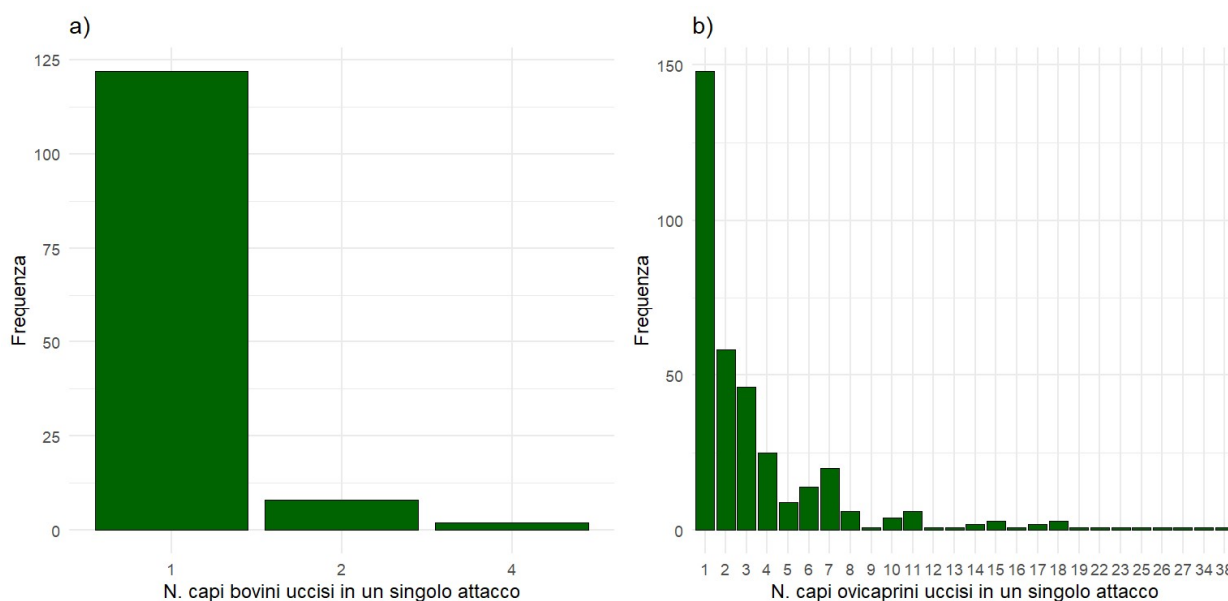 a)
125
100
75
50
25
0
Frequenza
1 2 4
N. capi bovini uccisi in un singolo attacco
b)
150
100
50
0
Frequenza
1 2 3 4 5 6 7 8 9 10 11 12 13 14 15 16 17 18 19 22 23 25 26 27 34 38
N. capi ovicaprini uccisi in un singolo attacco